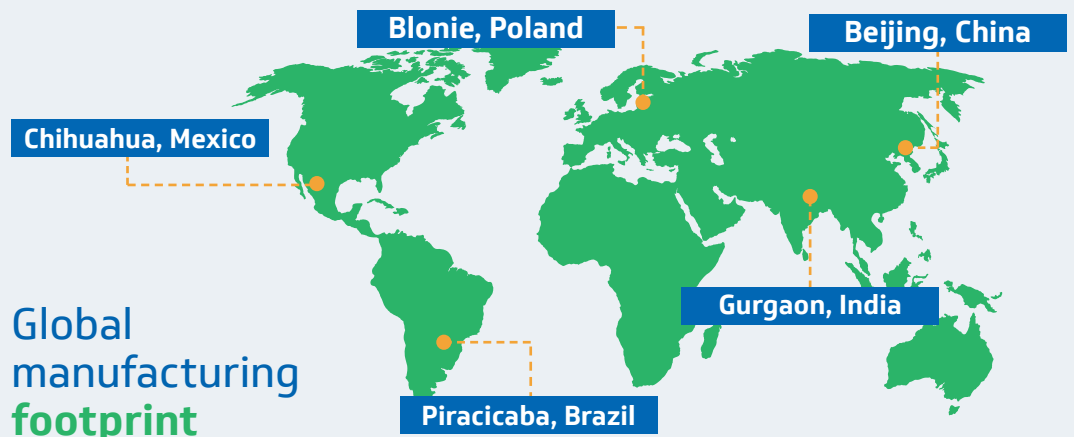 Blonie, Poland
Beijing, China
Chihuahua, Mexico
Gurgaon, India
Piracicaba, Brazil
Global
manufacturing
footprint